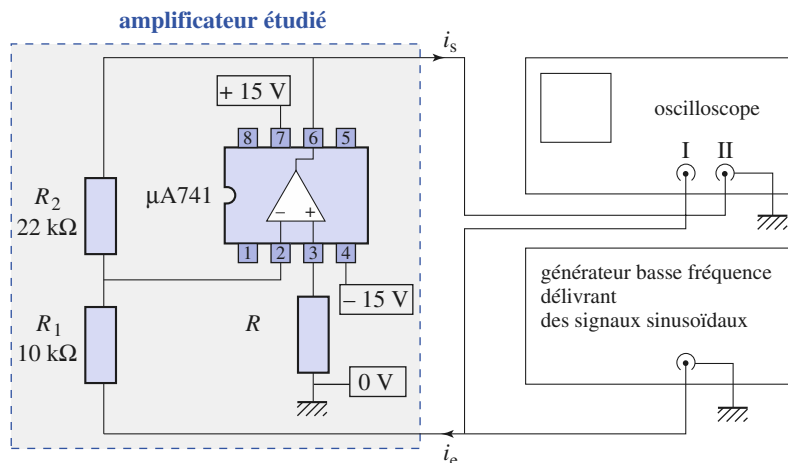 amplificateur étudié
i_s
+ 15 V
oscilloscope
8 7 6 5
I II
R_2
22 kΩ
µA741
– +
1 2 3 4
– 15 V
générateur basse fréquence
délivrant
des signaux sinusoïdaux
R_1
10 kΩ
R
0 V
i_e